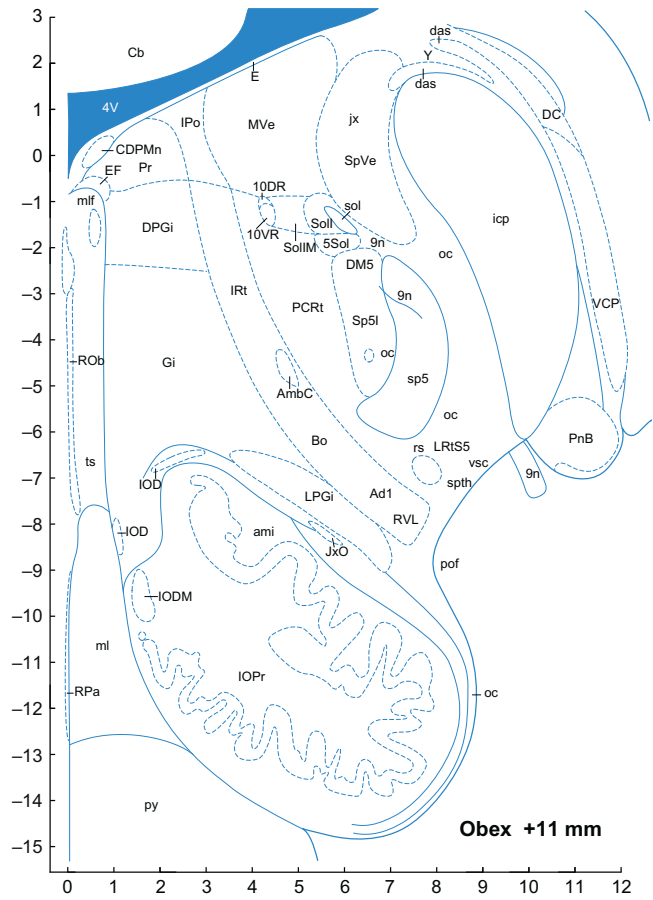 3
das
Cb
Y
2
E
das
4V
DC
1
IPo
MVe
jx
CDPMn
0
SpVe
EF
Pr
10DR
–1
mlf
sol
SolI
icp
DPGi
10VR
SolIM
5Sol
9n
–2
oc
DM5
–3
IRt
9n
VCP
PCRt
Sp5I
–4
ROb
Gi
oc
sp5
–5
AmbC
oc
–6
Bo
PnB
rs
LRtS5
ts
vsc
–7
IOD
spth
9n
LPGi
Ad1
RVL
–8
IOD
ami
JxO
–9
pof
IODM
–10
–11
ml
IOPr
RPa
oc
–12
–13
–14
py
Obex +11 mm
–15
0 1 2 3 4 5 6 7 8 9 10 11 12